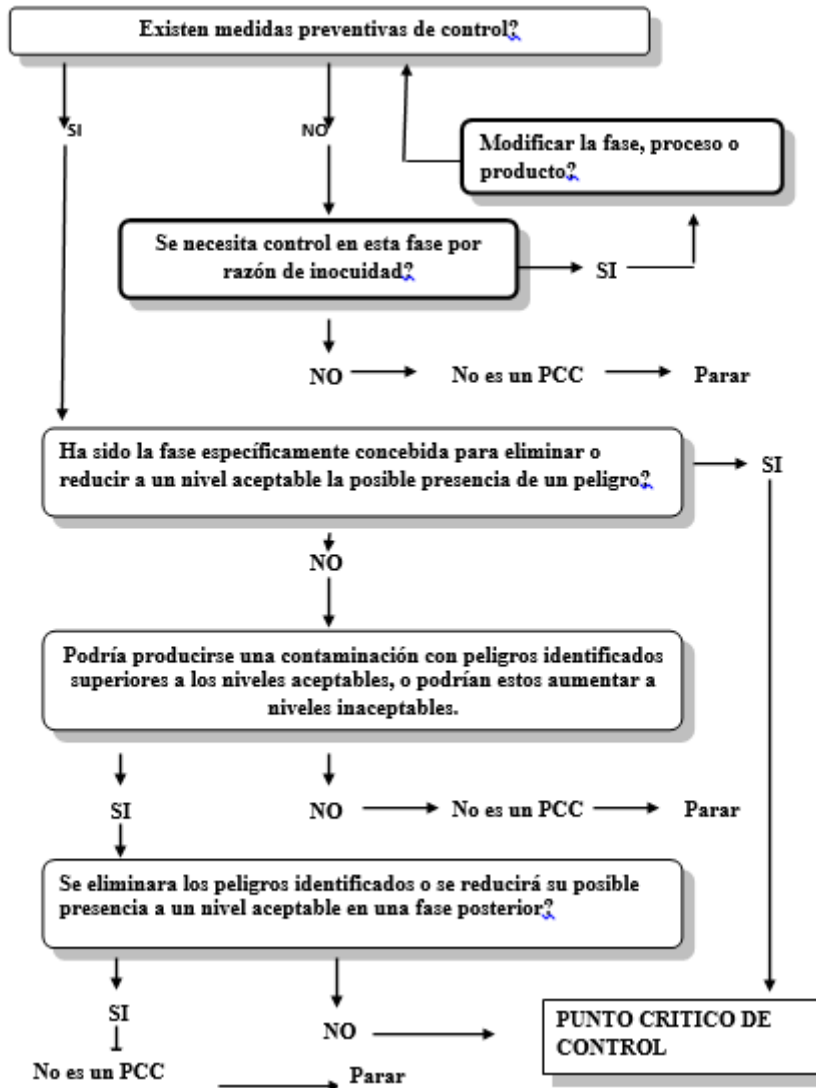 Existen medidas preventivas de control?
SI
NO
Modificar la fase, proceso o
producto?
Se necesita control en esta fase por
razón de inocuidad?
SI
NO
No es un PCC
Parar
Ha sido la fase específicamente concebida para eliminar o
reducir a un nivel aceptable la posible presencia de un peligro?
SI
NO
Podría producirse una contaminación con peligros identificados
superiores a los niveles aceptables, o podrían estos aumentar a
niveles inaceptables.
SI
NO
No es un PCC
Parar
Se eliminara los peligros identificados o se reducirá su posible
presencia a un nivel aceptable en una fase posterior?
SI
NO
PUNTO CRITICO DE
CONTROL
No es un PCC
Parar